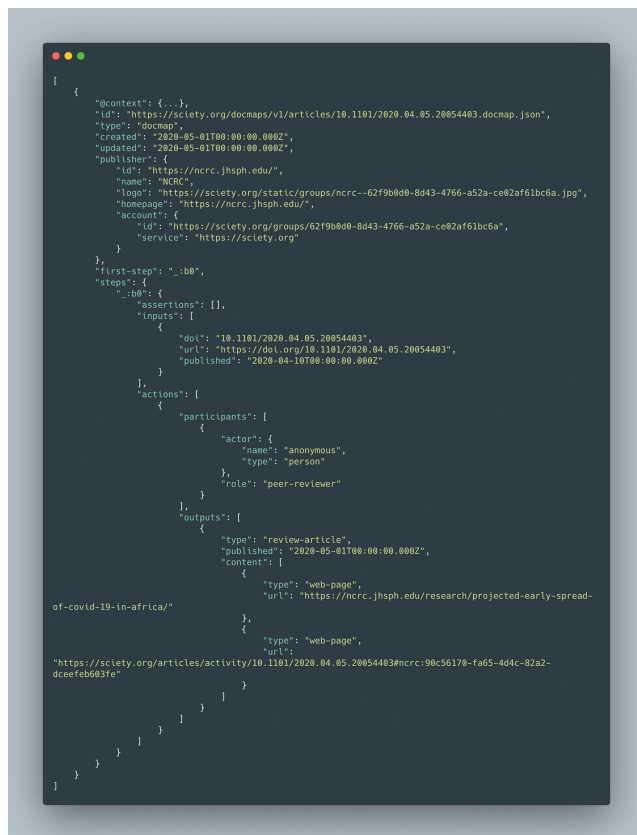 [
    {
        "@context": {...},
        "id": "https://sciety.org/docmaps/v1/articles/10.1101/2020.04.05.20054403.docmap.json",
        "type": "docmap",
        "created": "2020-05-01T00:00:00.000Z",
        "updated": "2020-05-01T00:00:00.000Z",
        "publisher": {
            "id": "https://ncrc.jhsph.edu/",
            "name": "NCRC",
            "logo": "https://sciety.org/static/groups/ncrc--62f9b0d0-8d43-4766-a52a-ce02af61bc6a.jpg",
            "homepage": "https://ncrc.jhsph.edu/",
            "account": {
                "id": "https://sciety.org/groups/62f9b0d0-8d43-4766-a52a-ce02af61bc6a",
                "service": "https://sciety.org"
            }
        },
        "first-step": "_:b0",
        "steps": {
            "_:b0": {
                "assertions": [],
                "inputs": [
                    {
                        "doi": "10.1101/2020.04.05.20054403",
                        "url": "https://doi.org/10.1101/2020.04.05.20054403",
                        "published": "2020-04-10T00:00:00.000Z"
                    }
                ],
                "actions": [
                    {
                        "participants": [
                            {
                                "actor": {
                                    "name": "anonymous",
                                    "type": "person"
                                },
                                "role": "peer-reviewer"
                            }
                        ],
                        "outputs": [
                            {
                                "type": "review-article",
                                "published": "2020-05-01T00:00:00.000Z",
                                "content": [
                                    {
                                        "type": "web-page",
                                        "url": "https://ncrc.jhsph.edu/research/projected-early-spread-
of-covid-19-in-africa/"
                                    },
                                    {
                                        "type": "web-page",
                                        "url":
"https://sciety.org/articles/activity/10.1101/2020.04.05.20054403#ncrc:90c56170-fa65-4d4c-82a2-
dceefeb603fe"
                                    }
                                ]
                            }
                        ]
                    }
                ]
            }
        }
    }
]